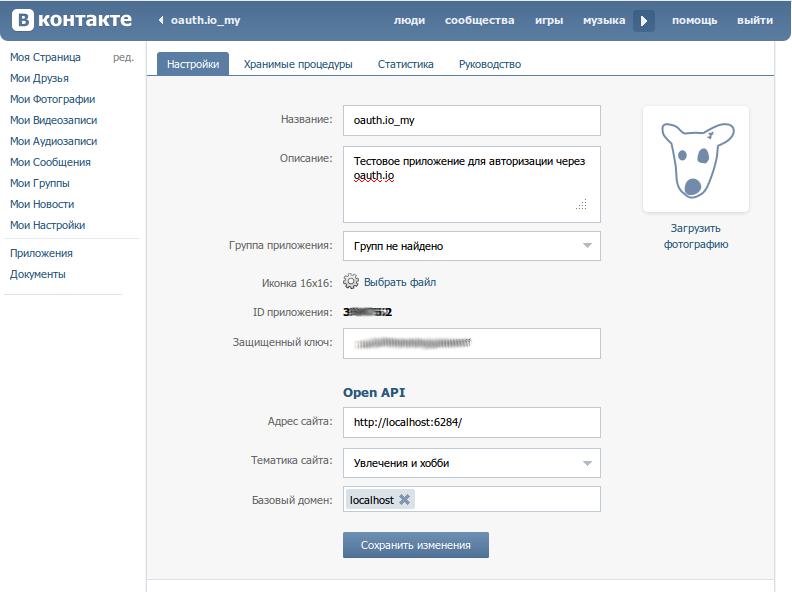 В контакте
oauth.io_my
люди сообщества игры музыка помощь выйти
Моя Страница ред.
Мои Друзья
Мои Фотографии
Мои Видеозаписи
Мои Аудиозаписи
Мои Сообщения
Мои Группы
Мои Новости
Мои Настройки
Приложения
Документы
Настройки Хранимые процедуры Статистика Руководство
Название: oauth.io_my
Описание: Тестовое приложение для авторизации через
oauth.io
Загрузить
фотографию
Группа приложения: Групп не найдено
Иконка 16x16: Выбрать файл
ID приложения:
Защищенный ключ:
Open API
Адрес сайта: http://localhost:6284/
Тематика сайта: Увлечения и хобби
Базовый домен: localhost
Сохранить изменения